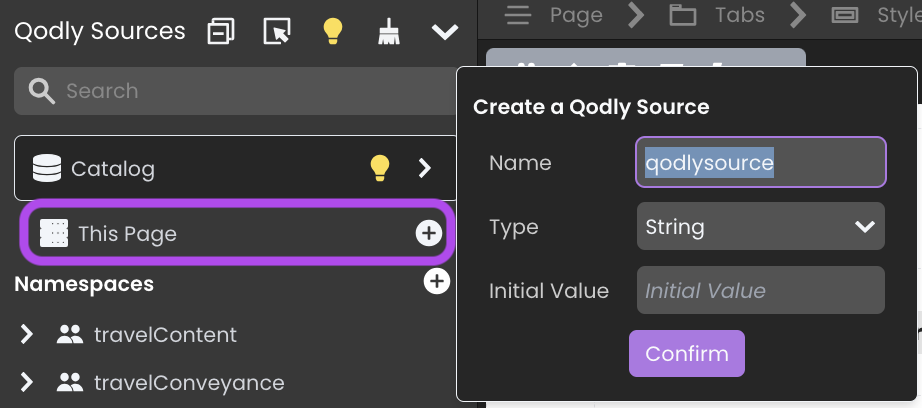 Qodly Sources
Page
Tabs
Style
Search
Catalog
This Page
Namespaces
travelContent
travelConveyance
Create a Qodly Source
Name
qodlysource
Type
String
Initial Value
Initial Value
Confirm